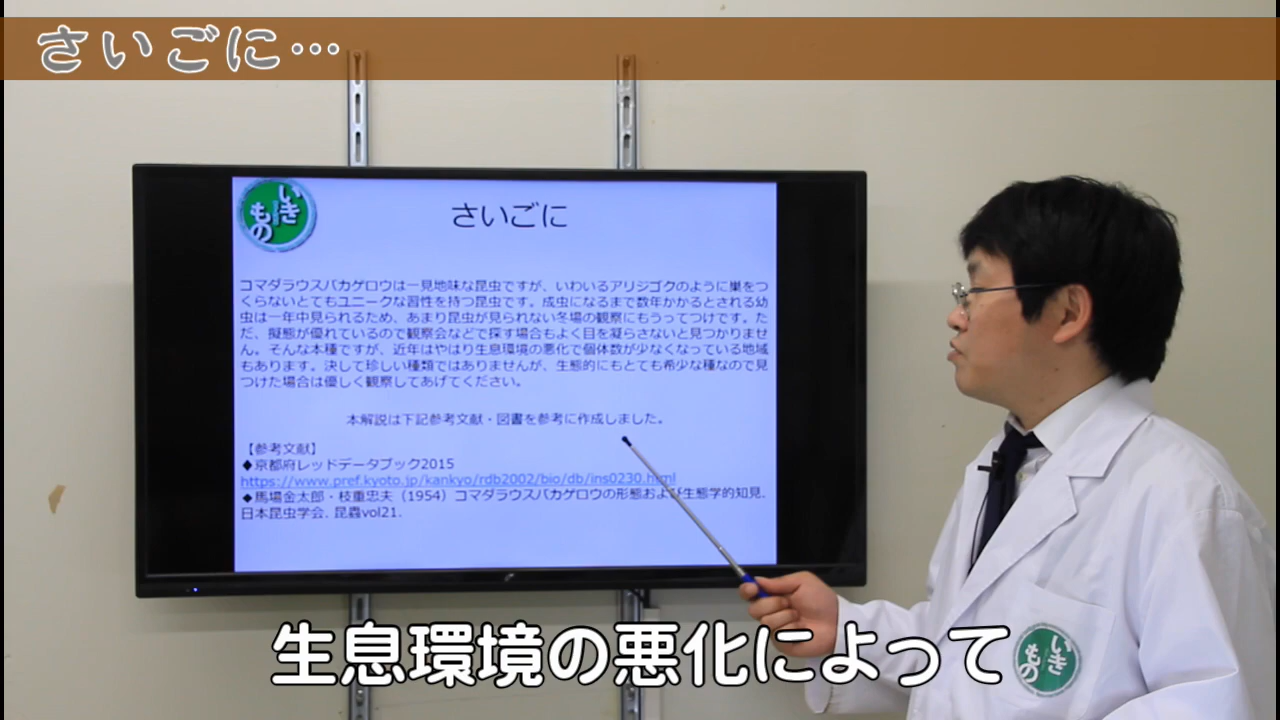 さいごに…
いき
もの
さいごに
コマダラウスバカゲロウは一見地味な昆虫ですが、いわいるアリジゴクのように巣をつ
くらないとてもユニークな習性を持つ昆虫です。成虫になるまで数年かかるとされる幼
虫は一年中見られるため、あまり昆虫が見られない冬場の観察にもうってつけです。た
だ、擬態が優れているので観察会などで探す場合もよく目を凝らさないと見つかりませ
ん。そんな本種ですが、近年はやはり生息環境の悪化で個体数が少なくなっている地域
もあります。決して珍しい種類ではありませんが、生態的にもとても希少な種なので見
つけた場合は優しく観察してあげてください。
本解説は下記参考文献・図書を参考に作成しました。
【参考文献】
◆京都府レッドデータブック2015
https://www.pref.kyoto.jp/kankyo/rdb2002/bio/db/ins0230.html
◆馬場金太郎・枝重忠夫（1954）コマダラウスバカゲロウの形態および生態学的知見.
日本昆虫学会. 昆蟲vol21.
生息環境の悪化によって
いき
もの